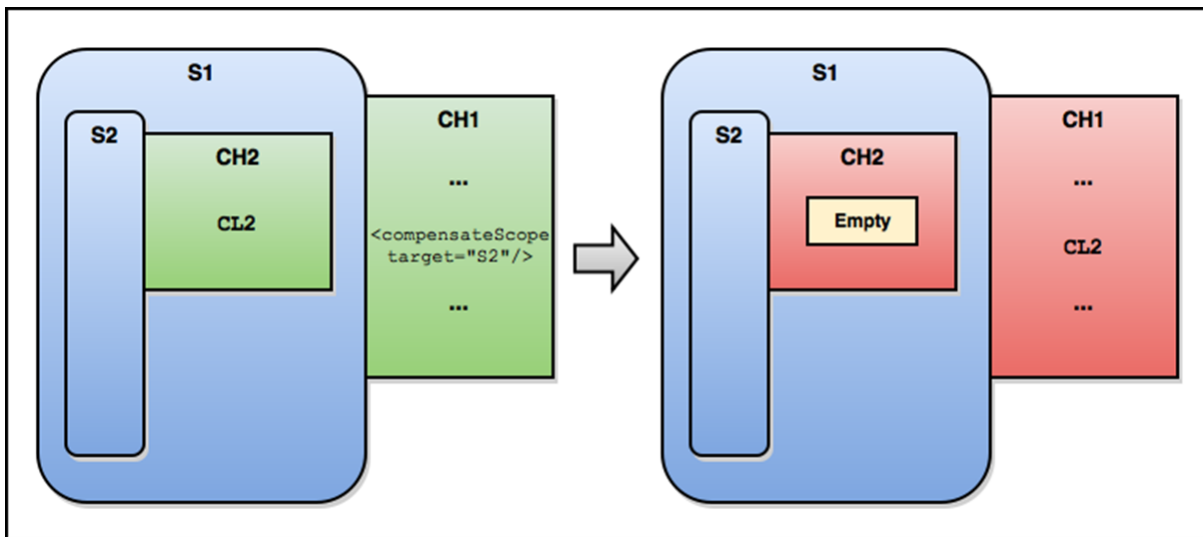 S1
S2
CH2
CL2
CH1
...
<compensateScope
target="S2"/>
...
S1
S2
CH2
Empty
CH1
...
CL2
...